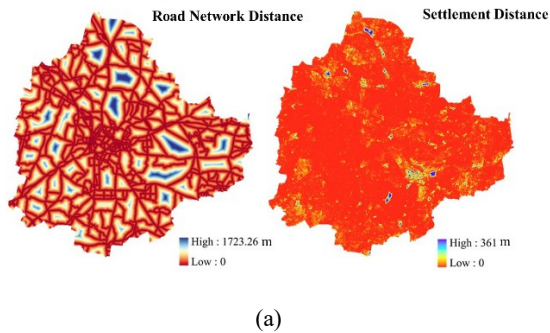 Road Network Distance
Settlement Distance
High : 1723.26 m
Low : 0
High : 361 m
Low : 0
(a)